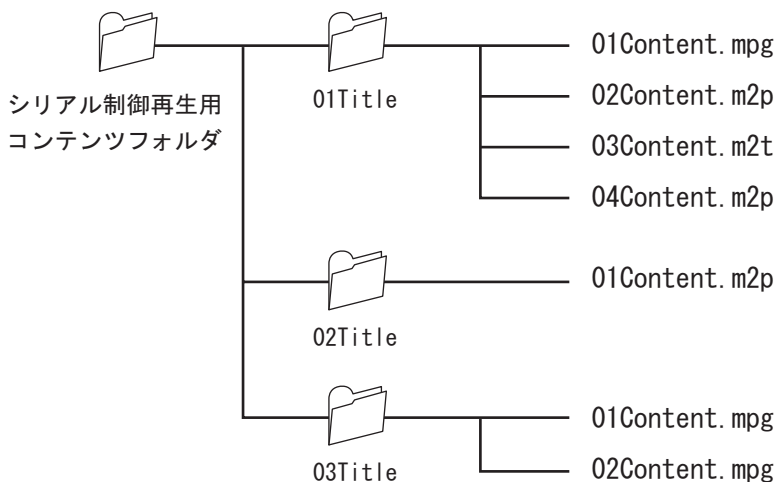 シリアル制御再生用
コンテンツフォルダ
01Title
01Content.mpg
02Content.m2p
03Content.m2t
04Content.m2p
02Title
01Content.m2p
03Title
01Content.mpg
02Content.mpg